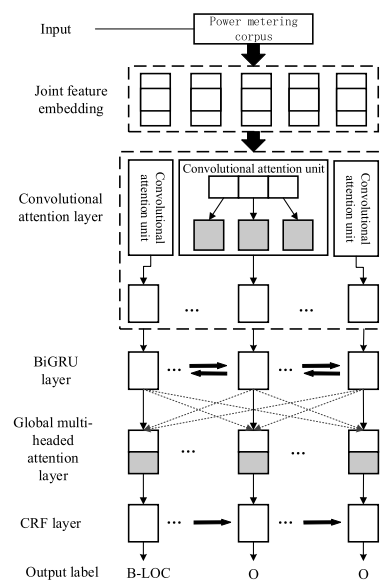 Input
Power metering
corpus
Joint feature
embedding
Convolutional
attention layer
Convolutional
attention unit
Convolutional attention unit
Convolutional
attention unit
...
...
BiGRU
layer
...
...
Global multi-
headed
attention
layer
...
...
CRF layer
...
...
Output label
B-LOC
O
O